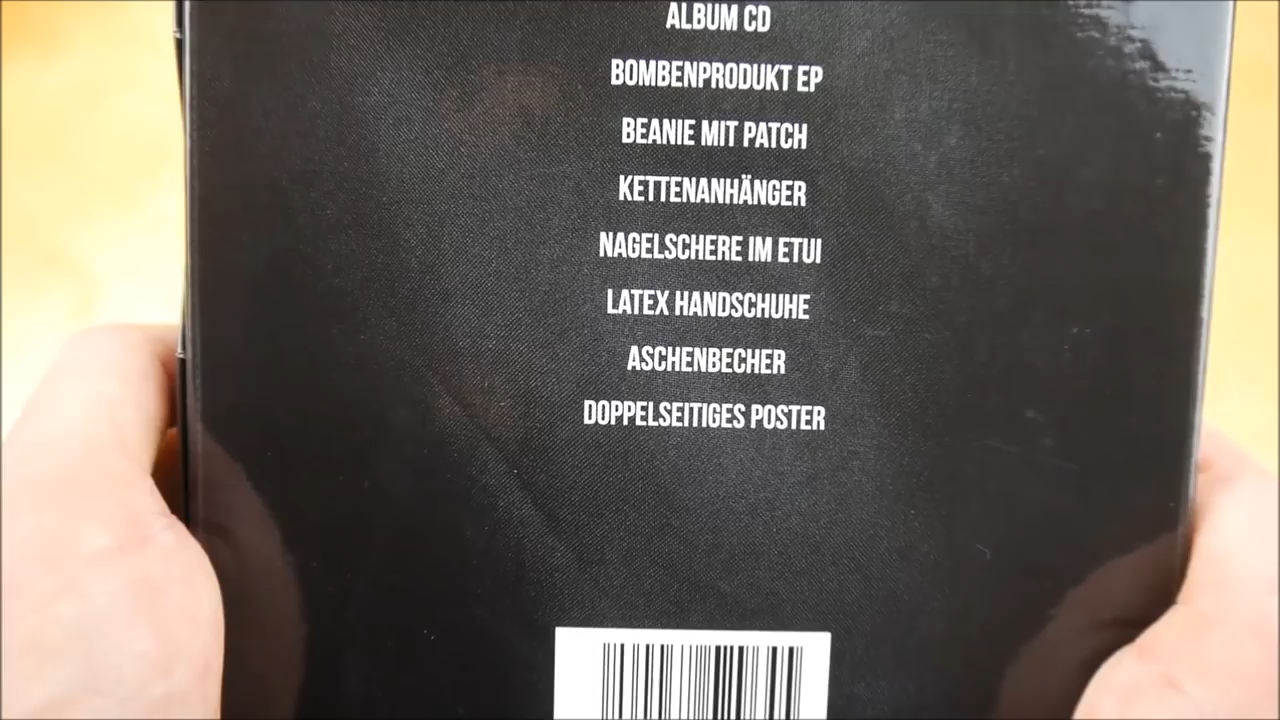 ALBUM CD
BOMBENPRODUKT EP
BEANIE MIT PATCH
KETTENANHÄNGER
NAGELSCHERE IM ETUI
LATEX HANDSCHUHE
ASCHENBECHER
DOPPELSEITIGES POSTER